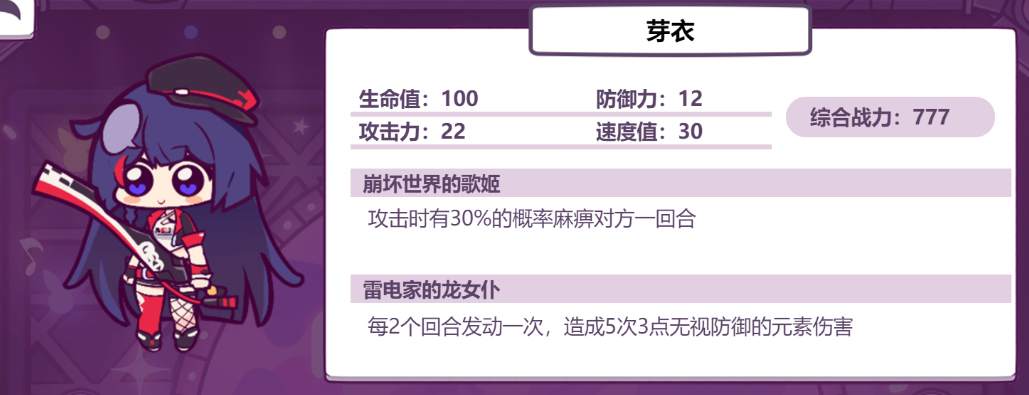 芽衣
生命值：100 防御力：12
攻击力：22 速度值：30
综合战力：777
崩坏世界的歌姬
攻击时有30%的概率麻痹对方一回合
雷电家的龙女仆
每2个回合发动一次，造成5次3点无视防御的元素伤害